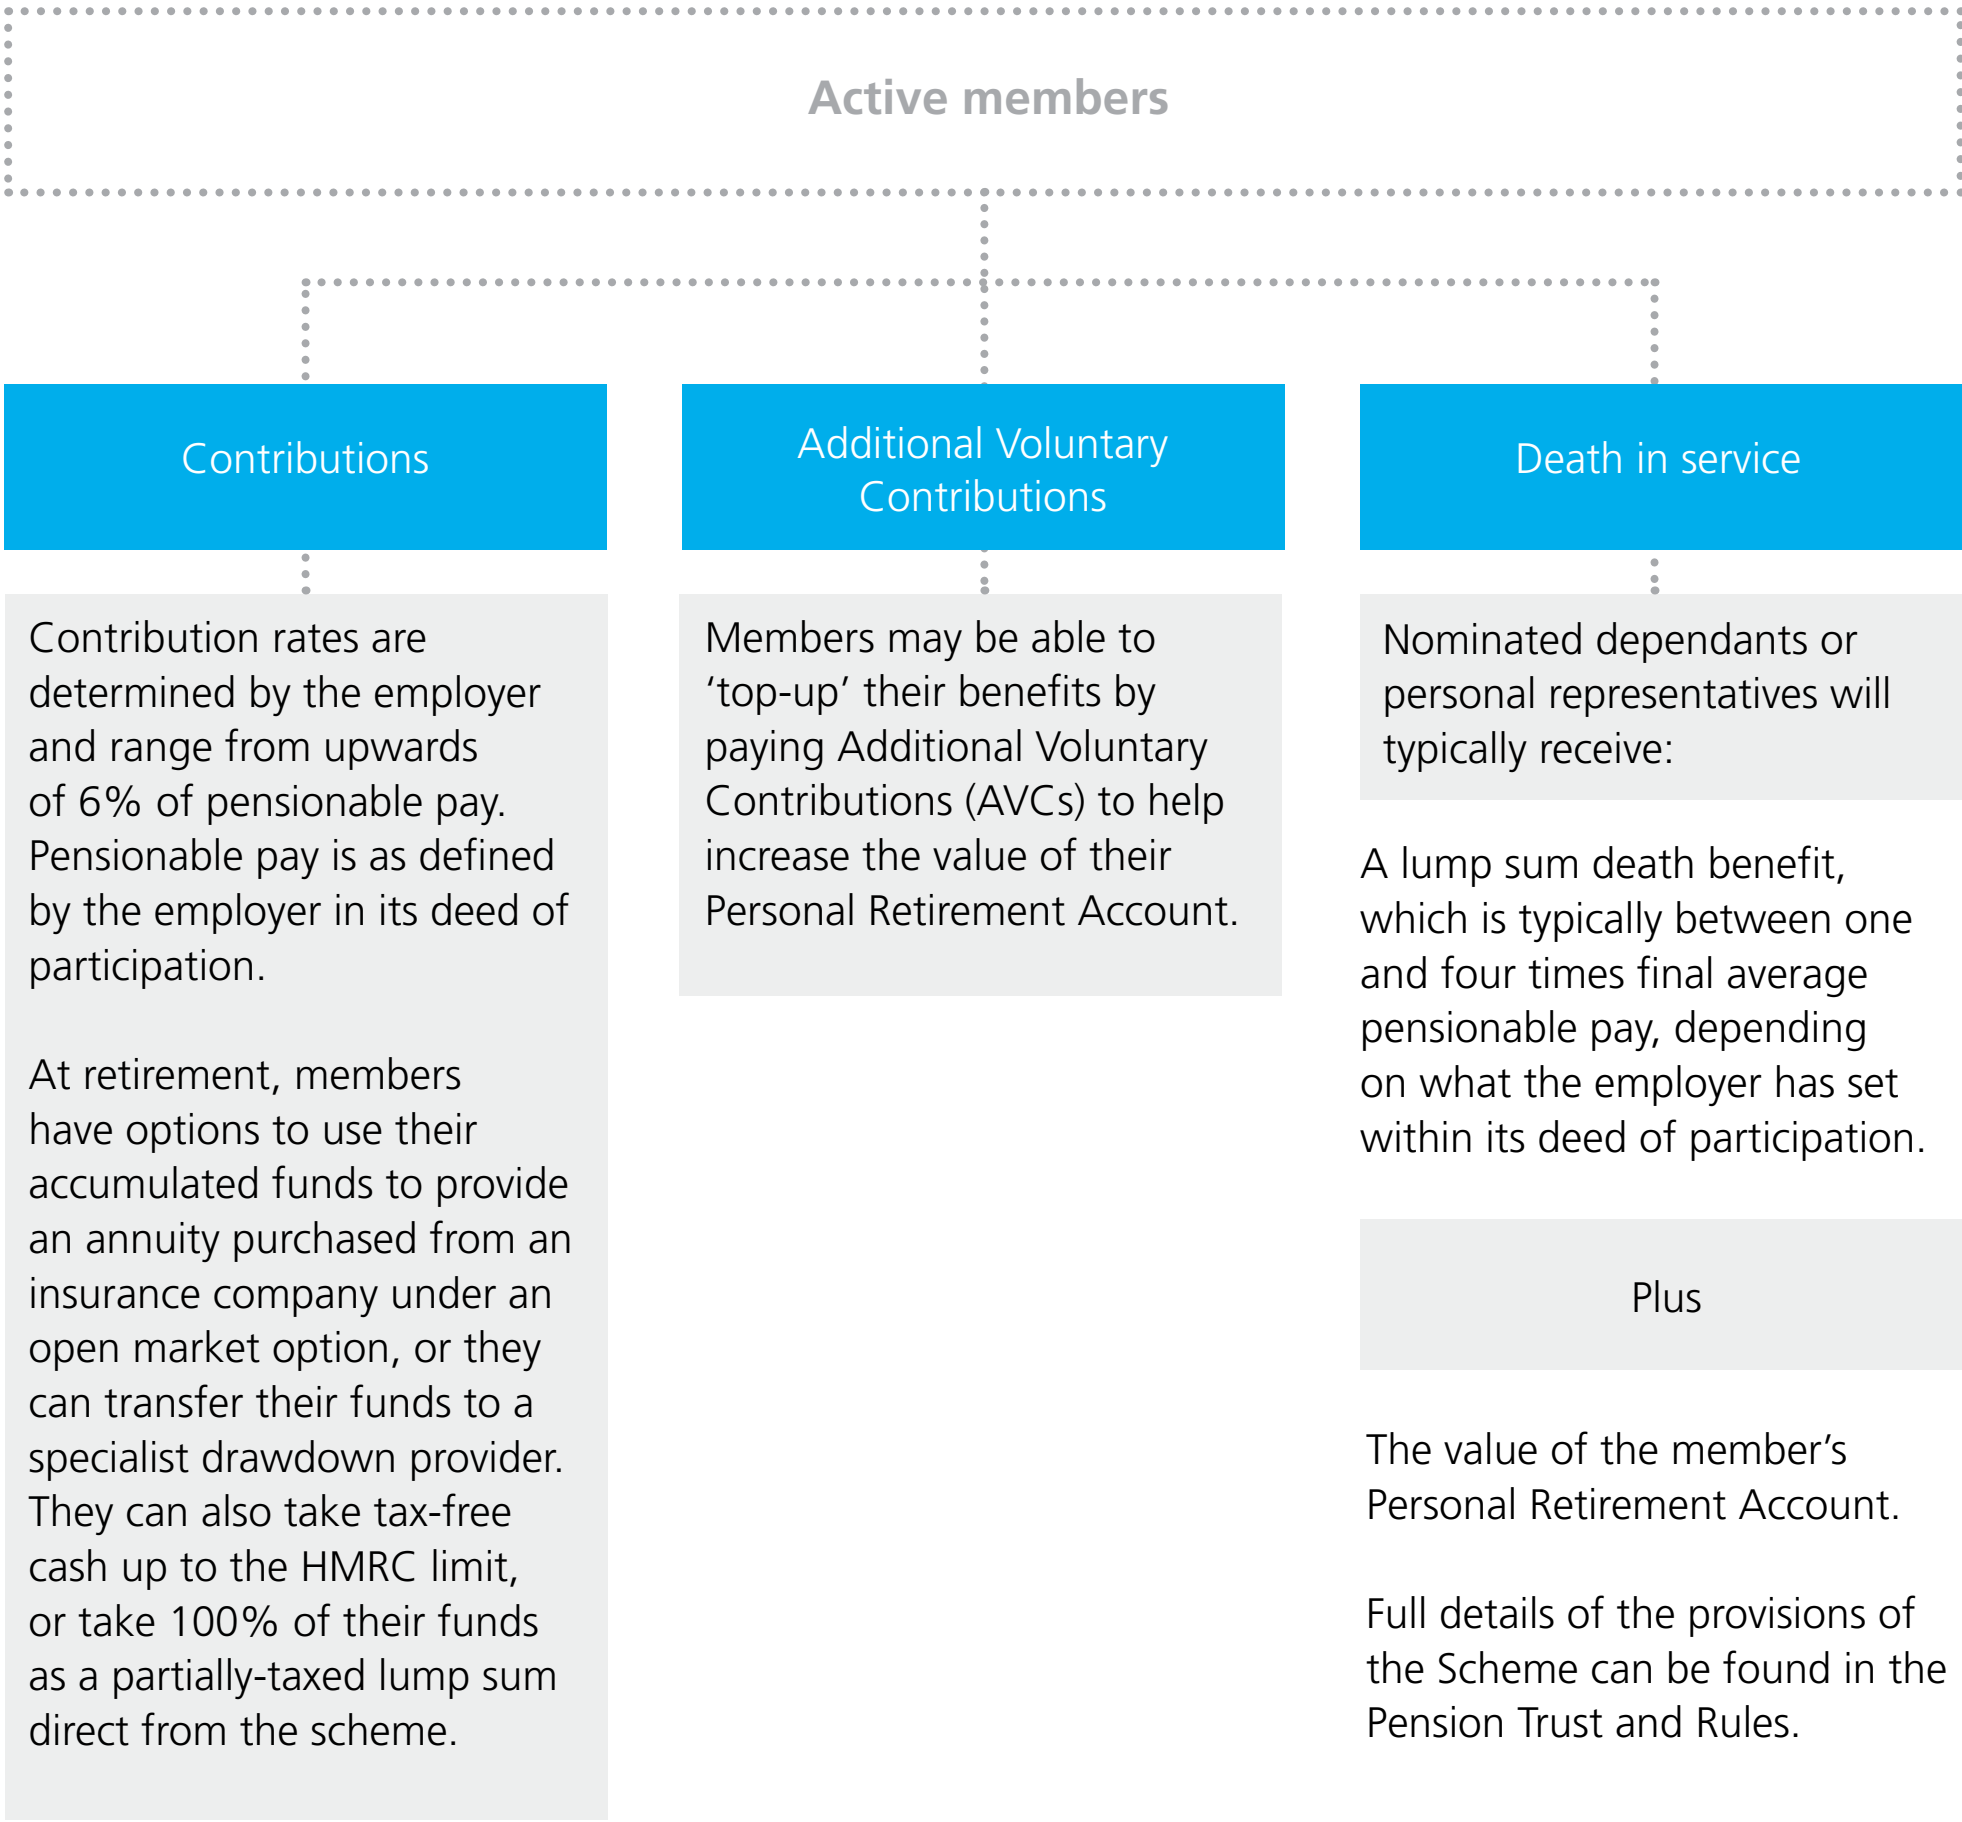 Active members
Contributions
Contribution rates are
determined by the employer
and range from upwards
of 6% of pensionable pay.
Pensionable pay is as defined
by the employer in its deed of
participation.
At retirement, members
have options to use their
accumulated funds to provide
an annuity purchased from an
insurance company under an
open market option, or they
can transfer their funds to a
specialist drawdown provider.
They can also take tax-free
cash up to the HMRC limit,
or take 100% of their funds
as a partially-taxed lump sum
direct from the scheme.
Additional Voluntary
Contributions
Members may be able to
‘top-up’ their benefits by
paying Additional Voluntary
Contributions (AVCs) to help
increase the value of their
Personal Retirement Account.
Death in service
Nominated dependants or
personal representatives will
typically receive:
A lump sum death benefit,
which is typically between one
and four times final average
pensionable pay, depending
on what the employer has set
within its deed of participation.
Plus
The value of the member’s
Personal Retirement Account.
Full details of the provisions of
the Scheme can be found in the
Pension Trust and Rules.